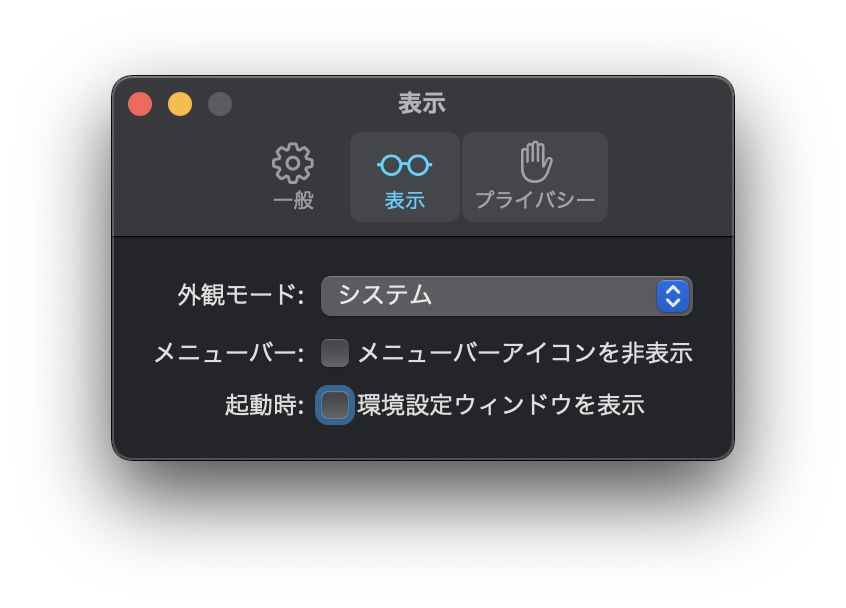 表示
一般
表示
プライバシー
外観モード: システム
メニューバー: メニューバーアイコンを非表示
起動時: 環境設定ウィンドウを表示